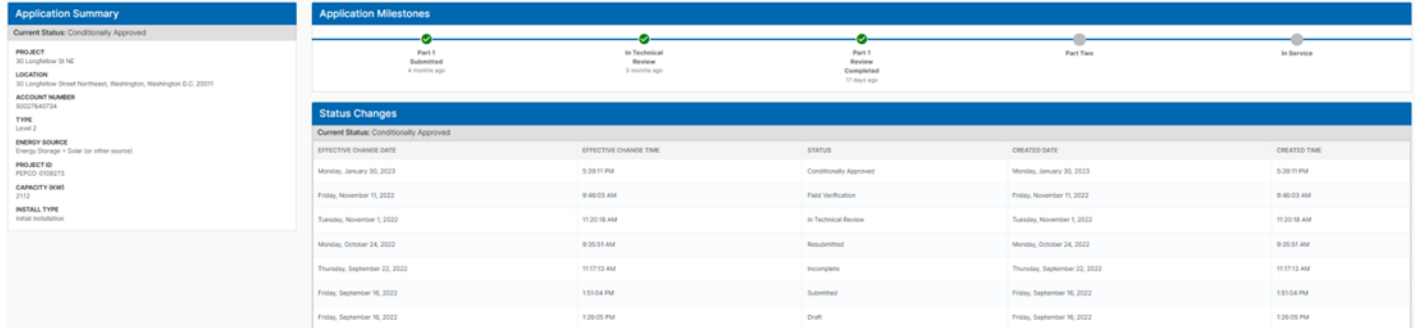 Application Summary
Current Status: Conditionally Approved
PROJECT
30 Longfellow St NE
LOCATION
30 Longfellow Street Northeast, Washington, Washington D.C. 20011
ACCOUNT NUMBER
50027840734
TYPE
Level 2
ENERGY SOURCE
Energy Storage + Solar (or other source)
PROJECT ID
PEPCO-0109273
CAPACITY (KW)
21.12
INSTALL TYPE
Initial Installation
Application Milestones
Part 1
Submitted
4 months ago
In Technical
Review
3 months ago
Part 1
Review
Completed
17 days ago
Part Two
In Service
Status Changes
Current Status: Conditionally Approved
EFFECTIVE CHANGE DATE EFFECTIVE CHANGE TIME STATUS CREATED DATE CREATED TIME
Monday, January 30, 2023 5:39:11 PM Conditionally Approved Monday, January 30, 2023 5:39:11 PM
Friday, November 11, 2022 9:46:03 AM Field Verification Friday, November 11, 2022 9:46:03 AM
Tuesday, November 1, 2022 11:20:18 AM In Technical Review Tuesday, November 1, 2022 11:20:18 AM
Monday, October 24, 2022 9:35:51 AM Resubmitted Monday, October 24, 2022 9:35:51 AM
Thursday, September 22, 2022 11:17:13 AM Incomplete Thursday, September 22, 2022 11:17:13 AM
Friday, September 16, 2022 1:51:04 PM Submitted Friday, September 16, 2022 1:51:04 PM
Friday, September 16, 2022 1:26:05 PM Draft Friday, September 16, 2022 1:26:05 PM